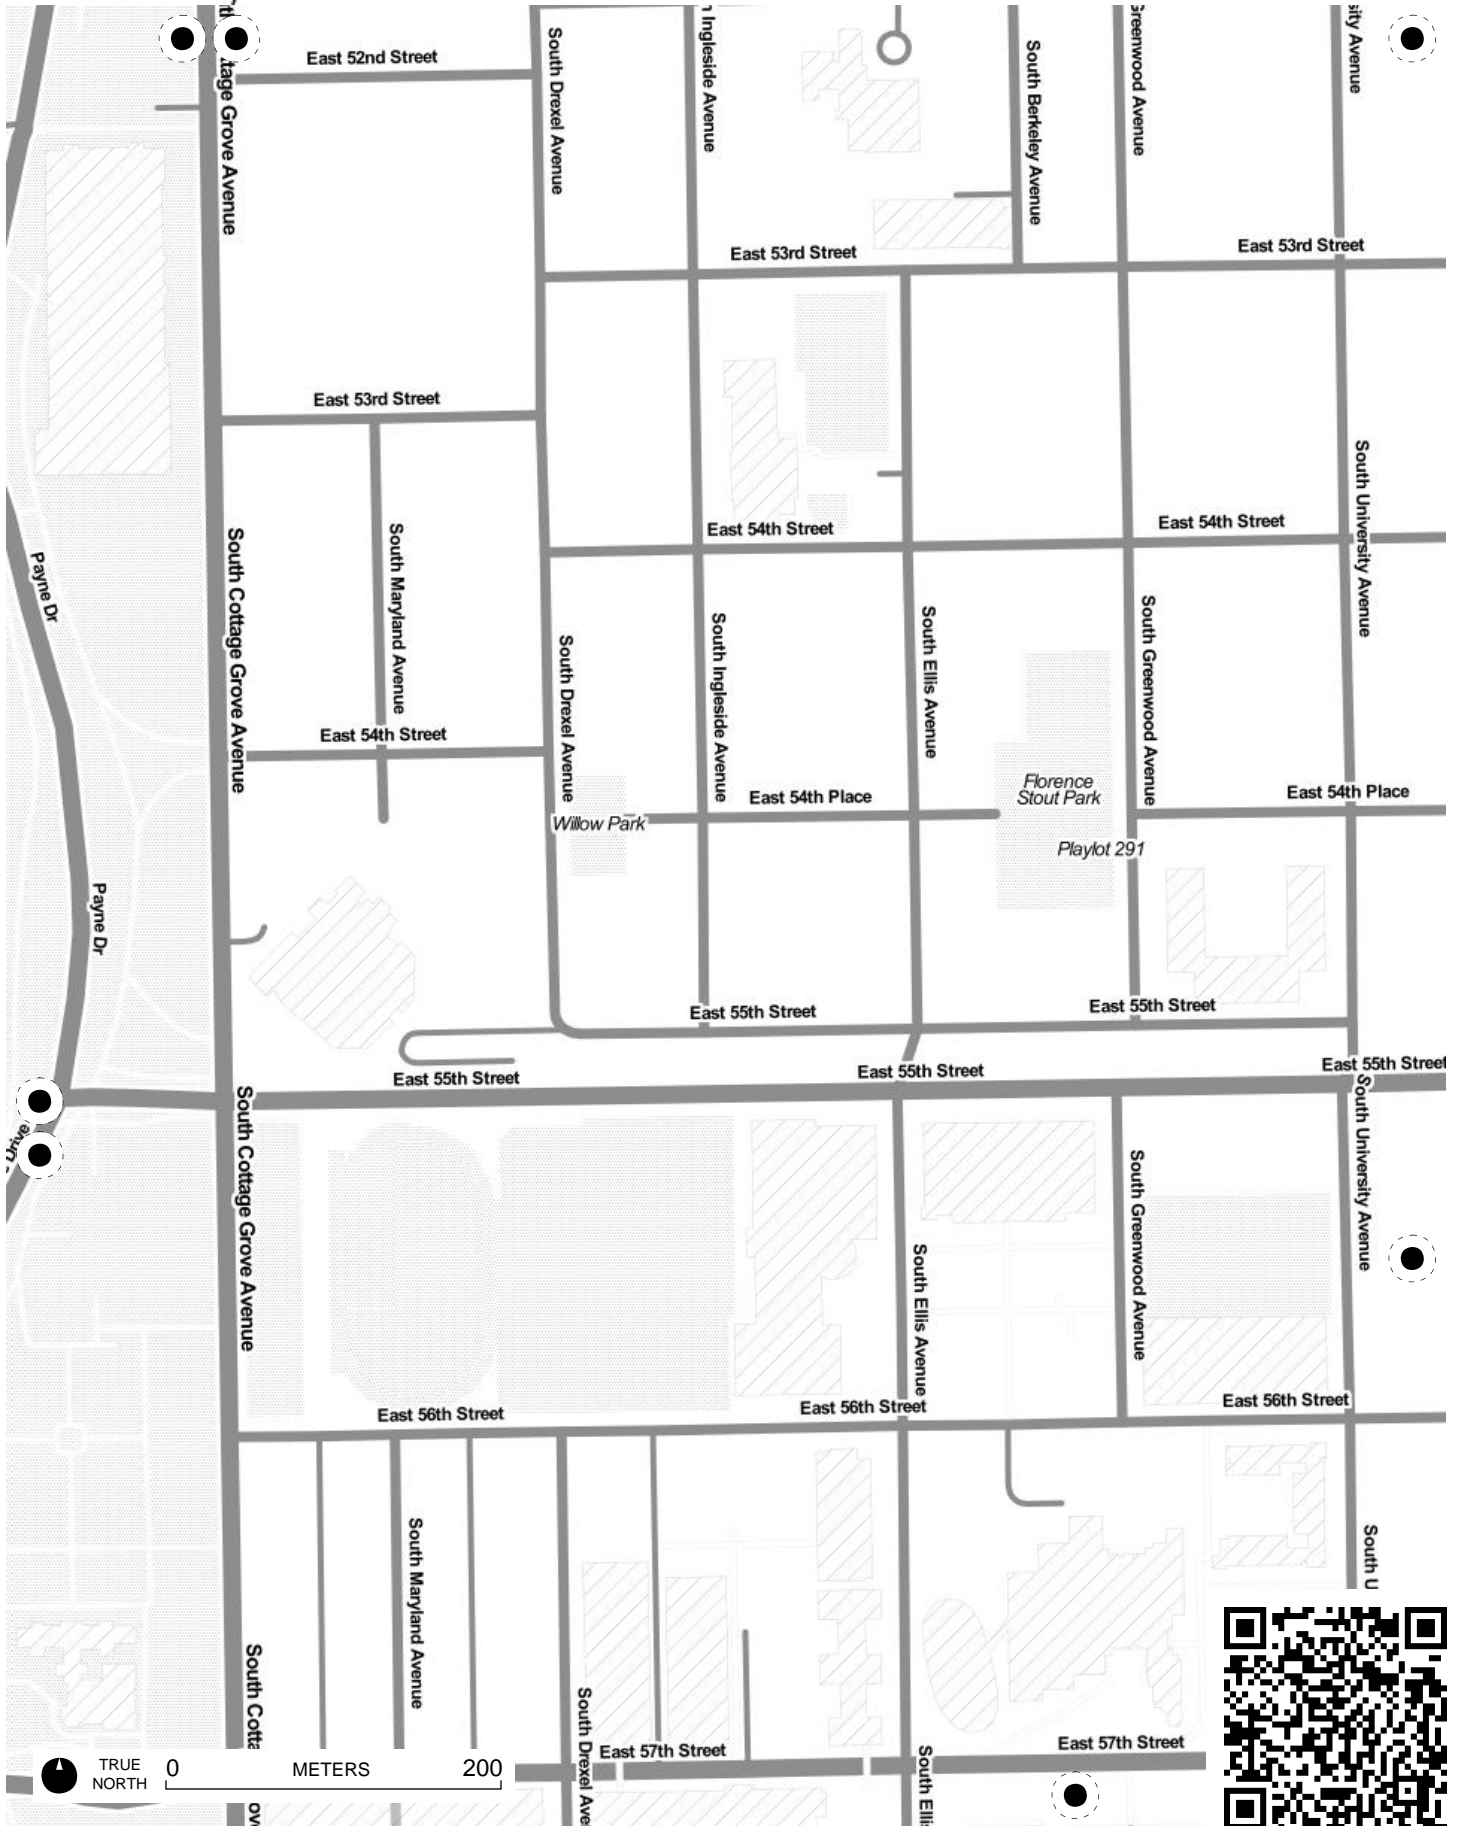 East 52nd Street
South Drexel Avenue
Ingleside Avenue
South Berkeley Avenue
Greenwood Avenue
sity Avenue
tage Grove Avenue
East 53rd Street
East 53rd Street
East 53rd Street
South Cottage Grove Avenue
South Maryland Avenue
Payne Dr
East 54th Street
East 54th Street
South University Avenue
South Drexel Avenue
South Ingleside Avenue
South Ellis Avenue
South Greenwood Avenue
East 54th Street
Florence
Stout Park
East 54th Place
East 54th Place
Willow Park
Playlot 291
Payne Dr
East 55th Street
East 55th Street
East 55th Street
East 55th Street
East 55th Street
Drive
South Cottage Grove Avenue
South University Avenue
South Greenwood Avenue
South Ellis Avenue
East 56th Street
East 56th Street
East 56th Street
South Maryland Avenue
South U
South Cotta
South Drexel Ave
East 57th Street
East 57th Street
South Ellis
ove
TRUE
NORTH
0 METERS 200